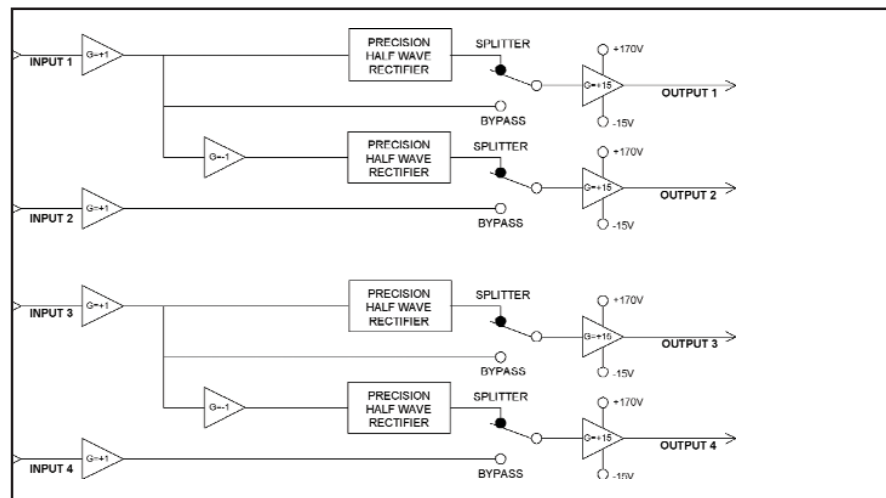 PRECISION
HALF WAVE
RECTIFIER
SPLITTER
+170V
G=+1
INPUT 1
G=+15
OUTPUT 1
BYPASS
-15V
G=-1
PRECISION
HALF WAVE
RECTIFIER
SPLITTER
+170V
G=+15
OUTPUT 2
INPUT 2
G=+1
BYPASS
-15V
PRECISION
HALF WAVE
RECTIFIER
SPLITTER
+170V
INPUT 3
G=+1
G=+15
OUTPUT 3
BYPASS
-15V
G=-1
PRECISION
HALF WAVE
RECTIFIER
SPLITTER
+170V
G=+15
OUTPUT 4
INPUT 4
G=+1
BYPASS
-15V